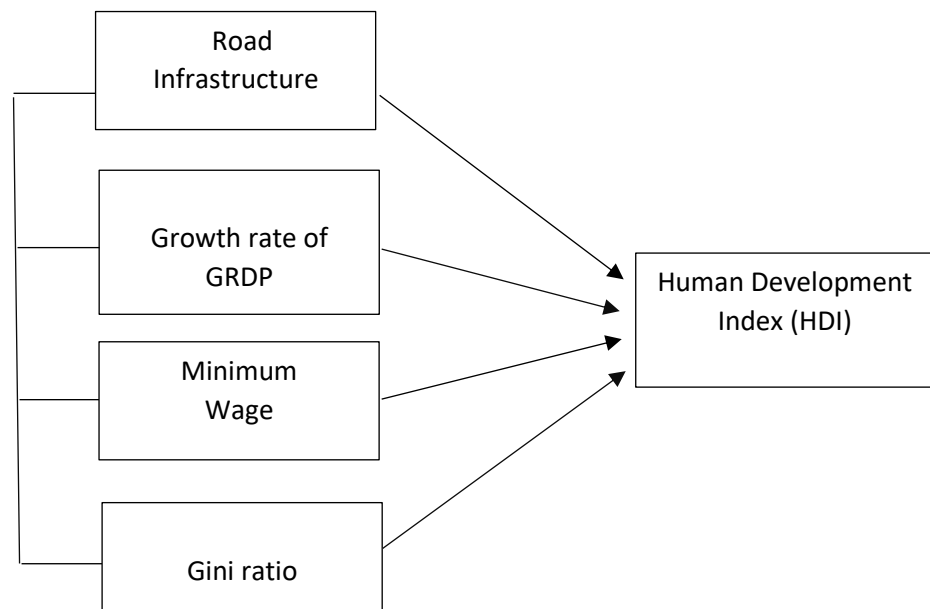 Road
Infrastructure
Growth rate of
GRDP
Minimum
Wage
Gini ratio
Human Development
Index (HDI)